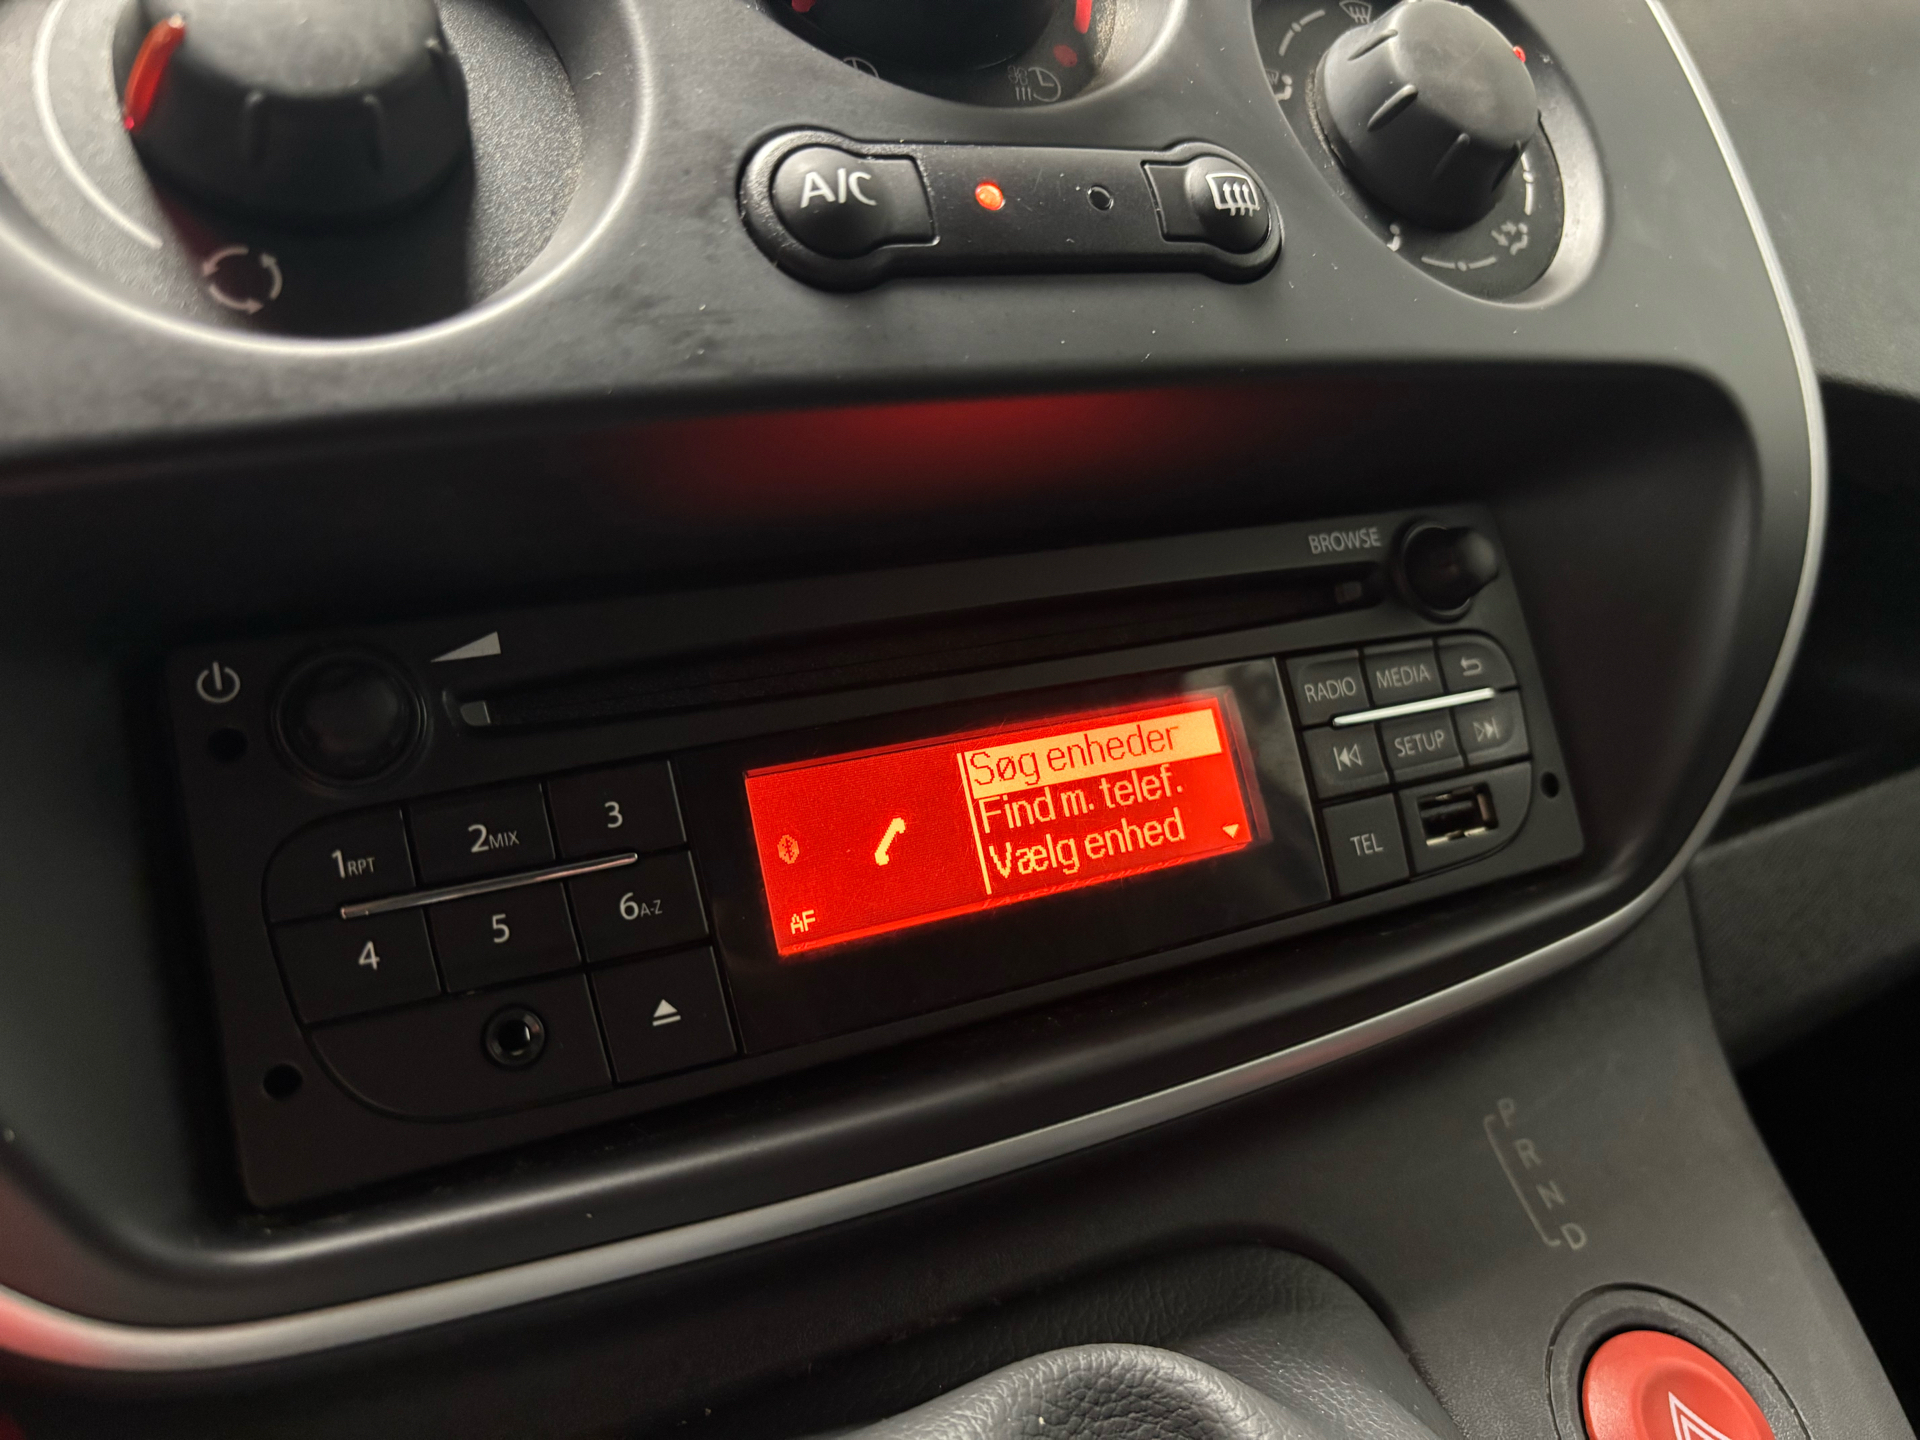 A/C
BROWSE
RADIO MEDIA
SETUP
TEL
1RPT 2MIX 3
4 5 6A-Z
Søg enheder
Find m. telef.
Vælg enhed
AF
P
R
N
D